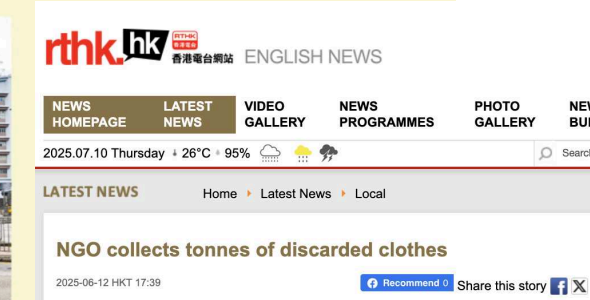 rthk.hk RTHK 香港電台 香港電台網站 ENGLISH NEWS
NEWS HOMEPAGE
LATEST NEWS
VIDEO GALLERY
NEWS PROGRAMMES
PHOTO GALLERY
2025.07.10 Thursday 26°C 95%
Search
LATEST NEWS Home Latest News Local
NGO collects tonnes of discarded clothes
2025-06-12 HKT 17:39
Recommend 0 Share this story f X